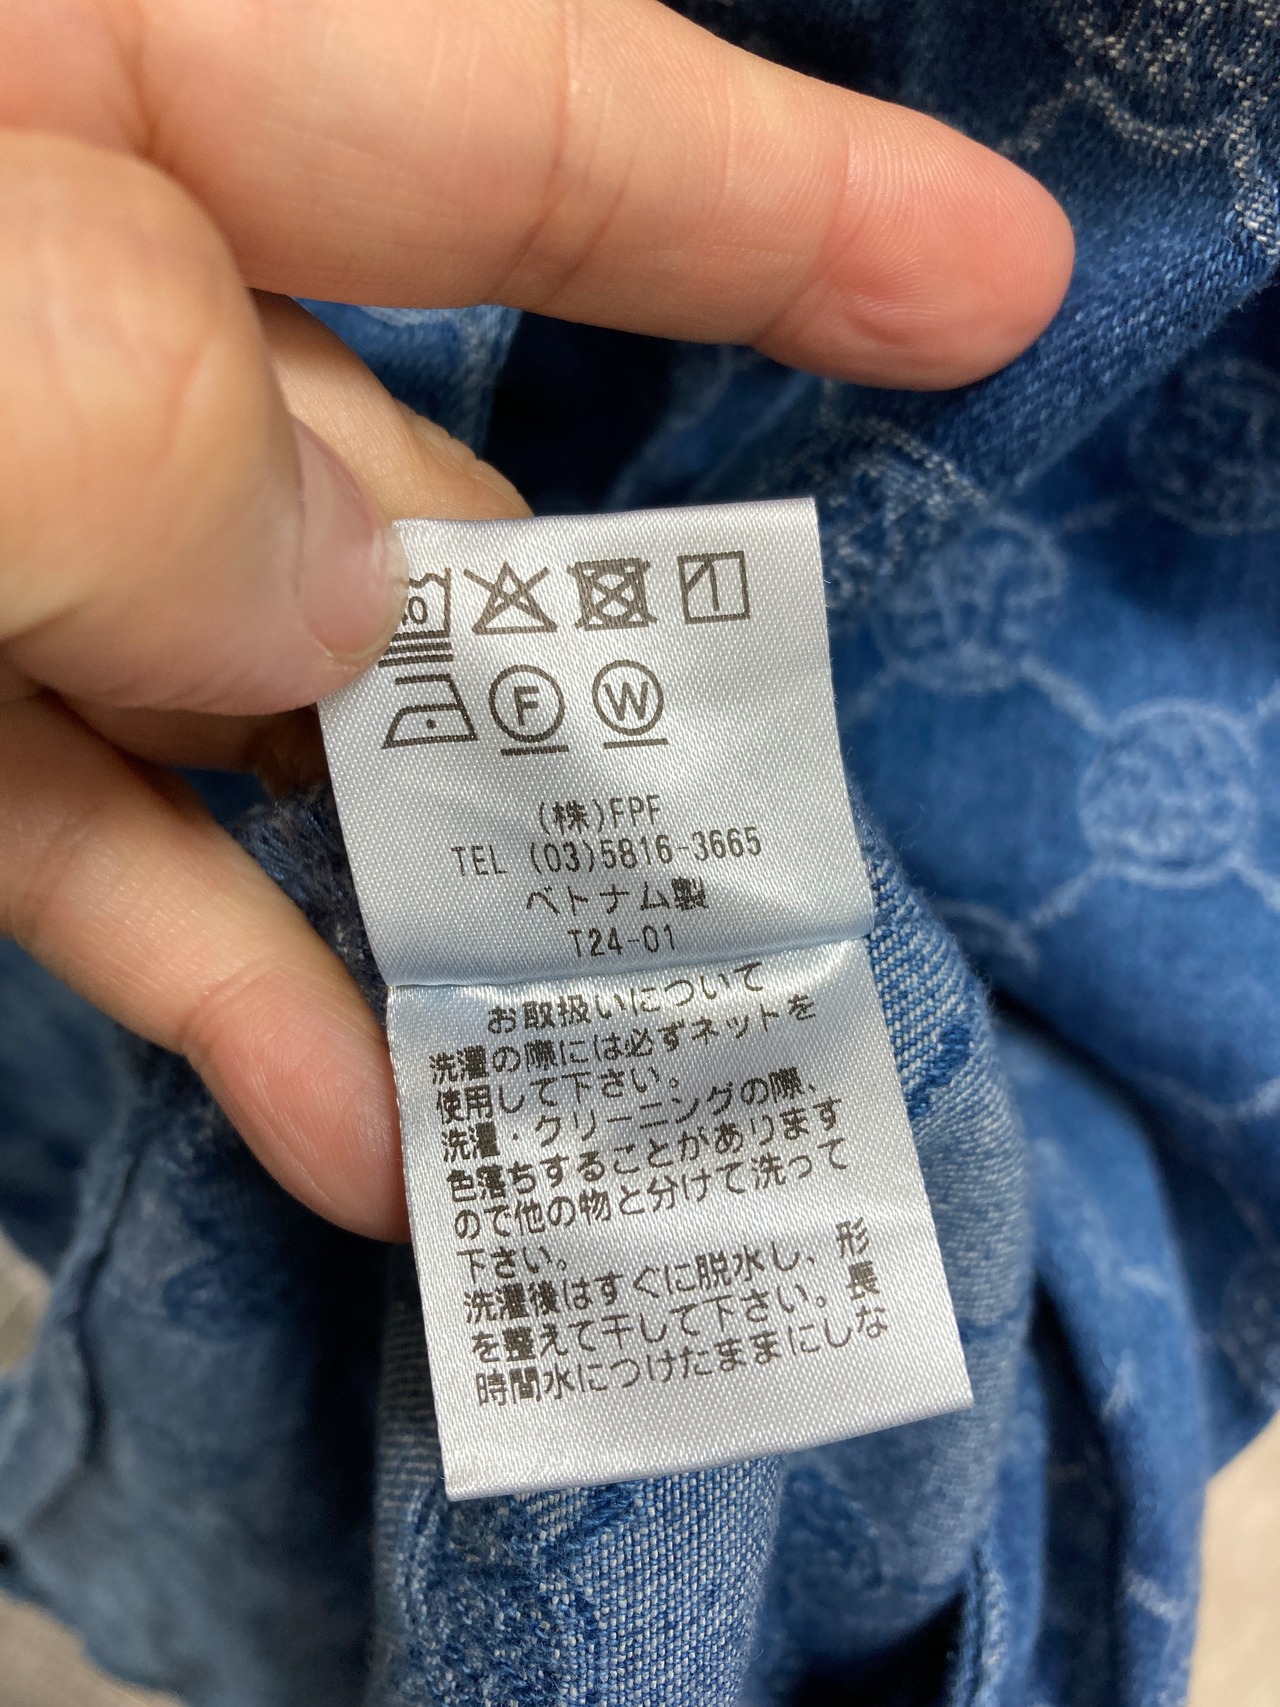 F W
(株)FPF
TEL (03)5816-3665
ベトナム製
T24-01
お取扱いについて
洗濯の際には必ずネットを
使用して下さい。
洗濯・クリーニングの際、
色落ちすることがあります
ので他の物と分けて洗って
下さい。
洗濯後はすぐに脱水し、形
を整えて干して下さい。長
時間水につけたままにしな